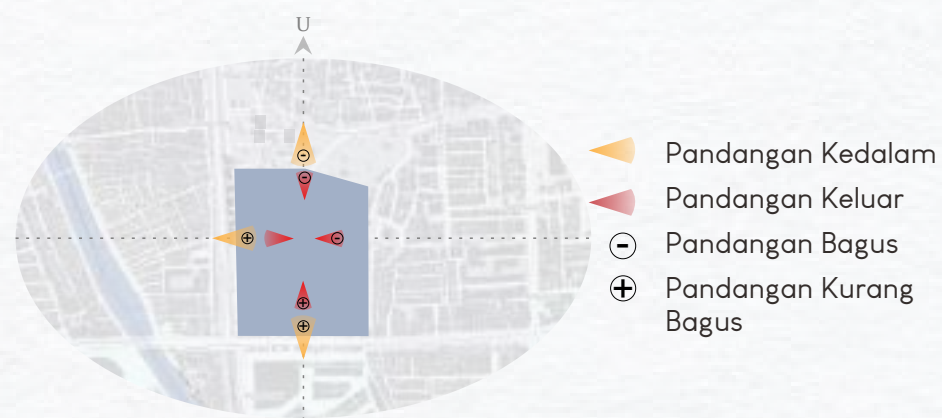 U
Pandangan Kedalam
Pandangan Keluar
- Pandangan Bagus
+ Pandangan Kurang
Bagus
-
-
+
-
+
+